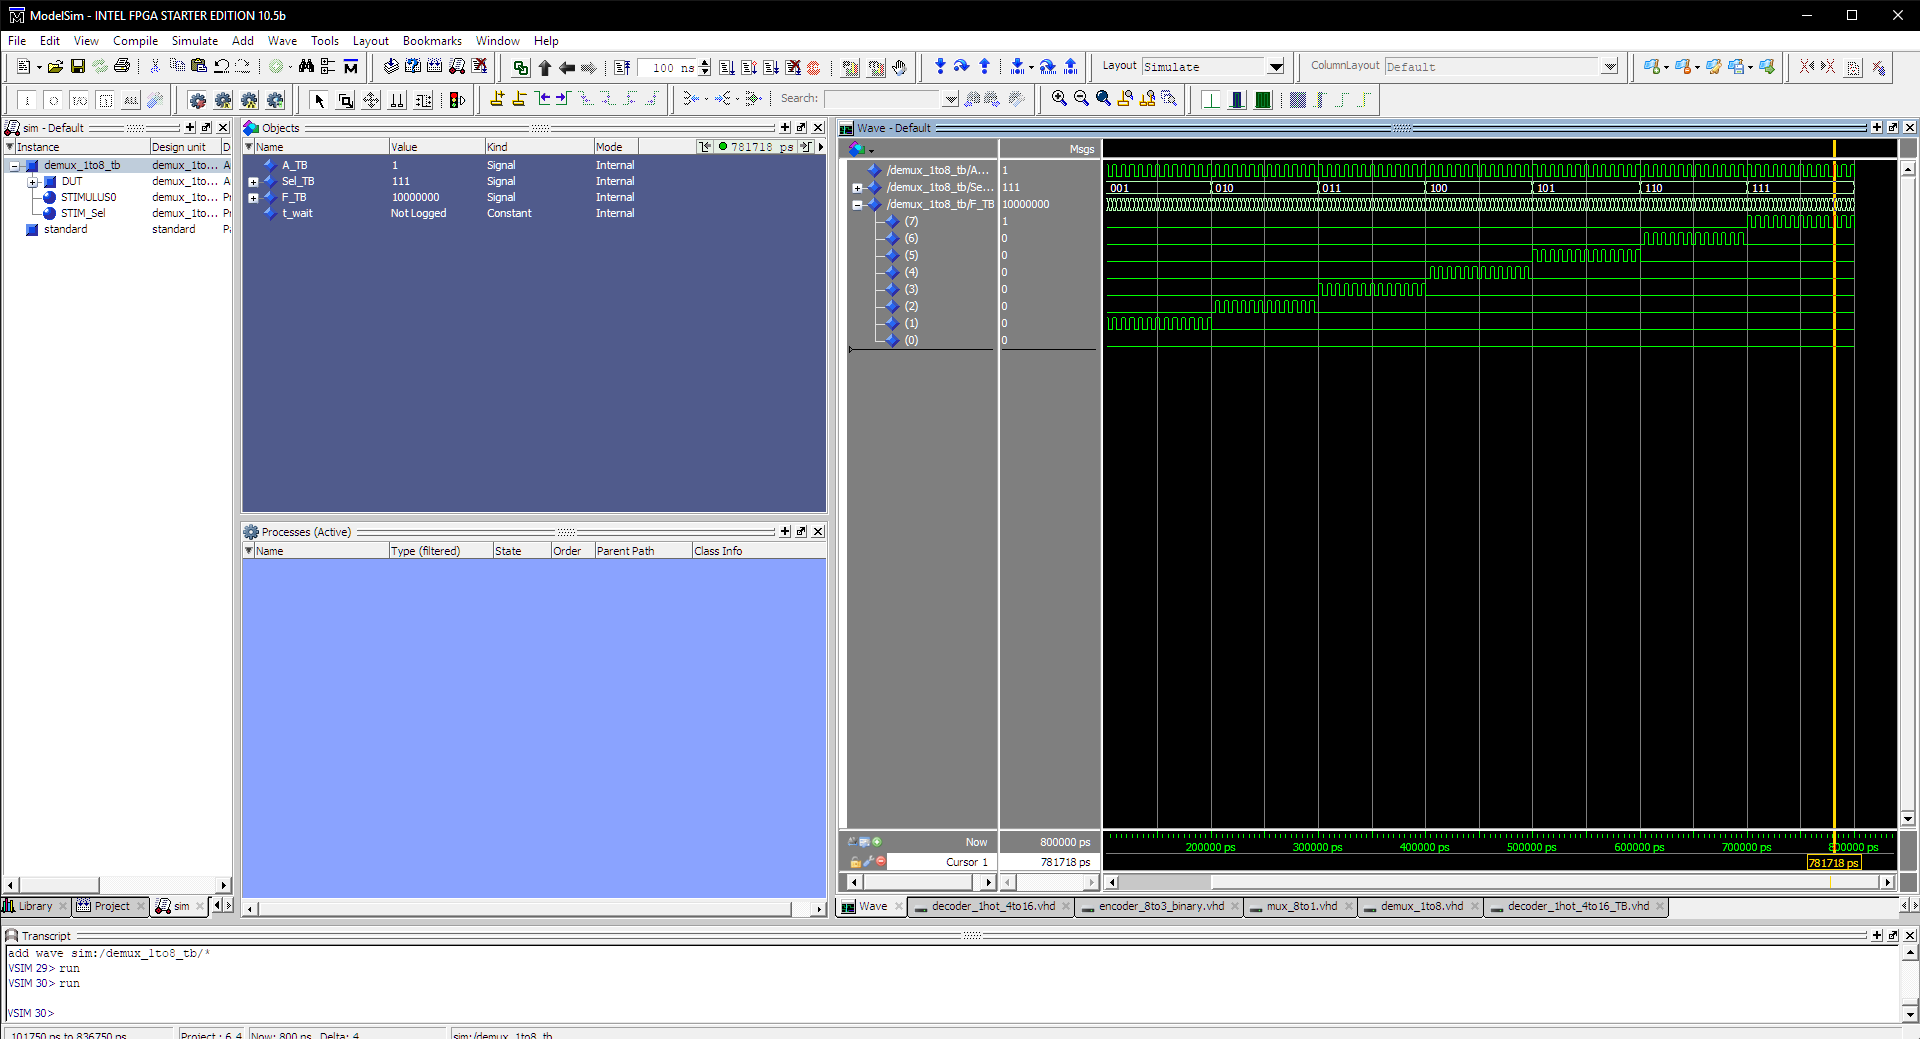 ModelSim - INTEL FPGA STARTER EDITION 10.5b
File Edit View Compile Simulate Add Wave Tools Layout Bookmarks Window Help
100 ns
Layout Simulate
ColumnLayout Default
ALL
Search:
sim - Default
Instance Design unit D
demux_1to8_tb demux_1to... A
DUT demux_1to... A
STIMULUS0 demux_1to... Pr
STIM_Sel demux_1to... Pr
standard standard Pa
Objects
Name Value Kind Mode 781718 ps
A_TB 1 Signal Internal
Sel_TB 111 Signal Internal
F_TB 10000000 Signal Internal
t_wait Not Logged Constant Internal
Processes (Active)
Name Type (filtered) State Order Parent Path Class Info
Wave - Default
Msgs
/demux_1to8_tb/A... 1
/demux_1to8_tb/Se... 111 001 010 011 100 101 110 111
/demux_1to8_tb/F_TB 10000000
(7) 1
(6) 0
(5) 0
(4) 0
(3) 0
(2) 0
(1) 0
(0) 0
Now 800000 ps 200000 ps 300000 ps 400000 ps 500000 ps 600000 ps 700000 ps 800000 ps
Cursor 1 781718 ps 781718 ps
Library Project sim
Wave decoder_1hot_4to16.vhd encoder_8to3_binary.vhd mux_8to1.vhd demux_1to8.vhd decoder_1hot_4to16_TB.vhd
Transcript
add wave sim:/demux_1to8_tb/*
VSIM 29> run
VSIM 30> run
VSIM 30>
101750 ps to 836750 ps Project : 6_4 Now: 800 ns Delta: 4 sim:/demux_1to8_tb